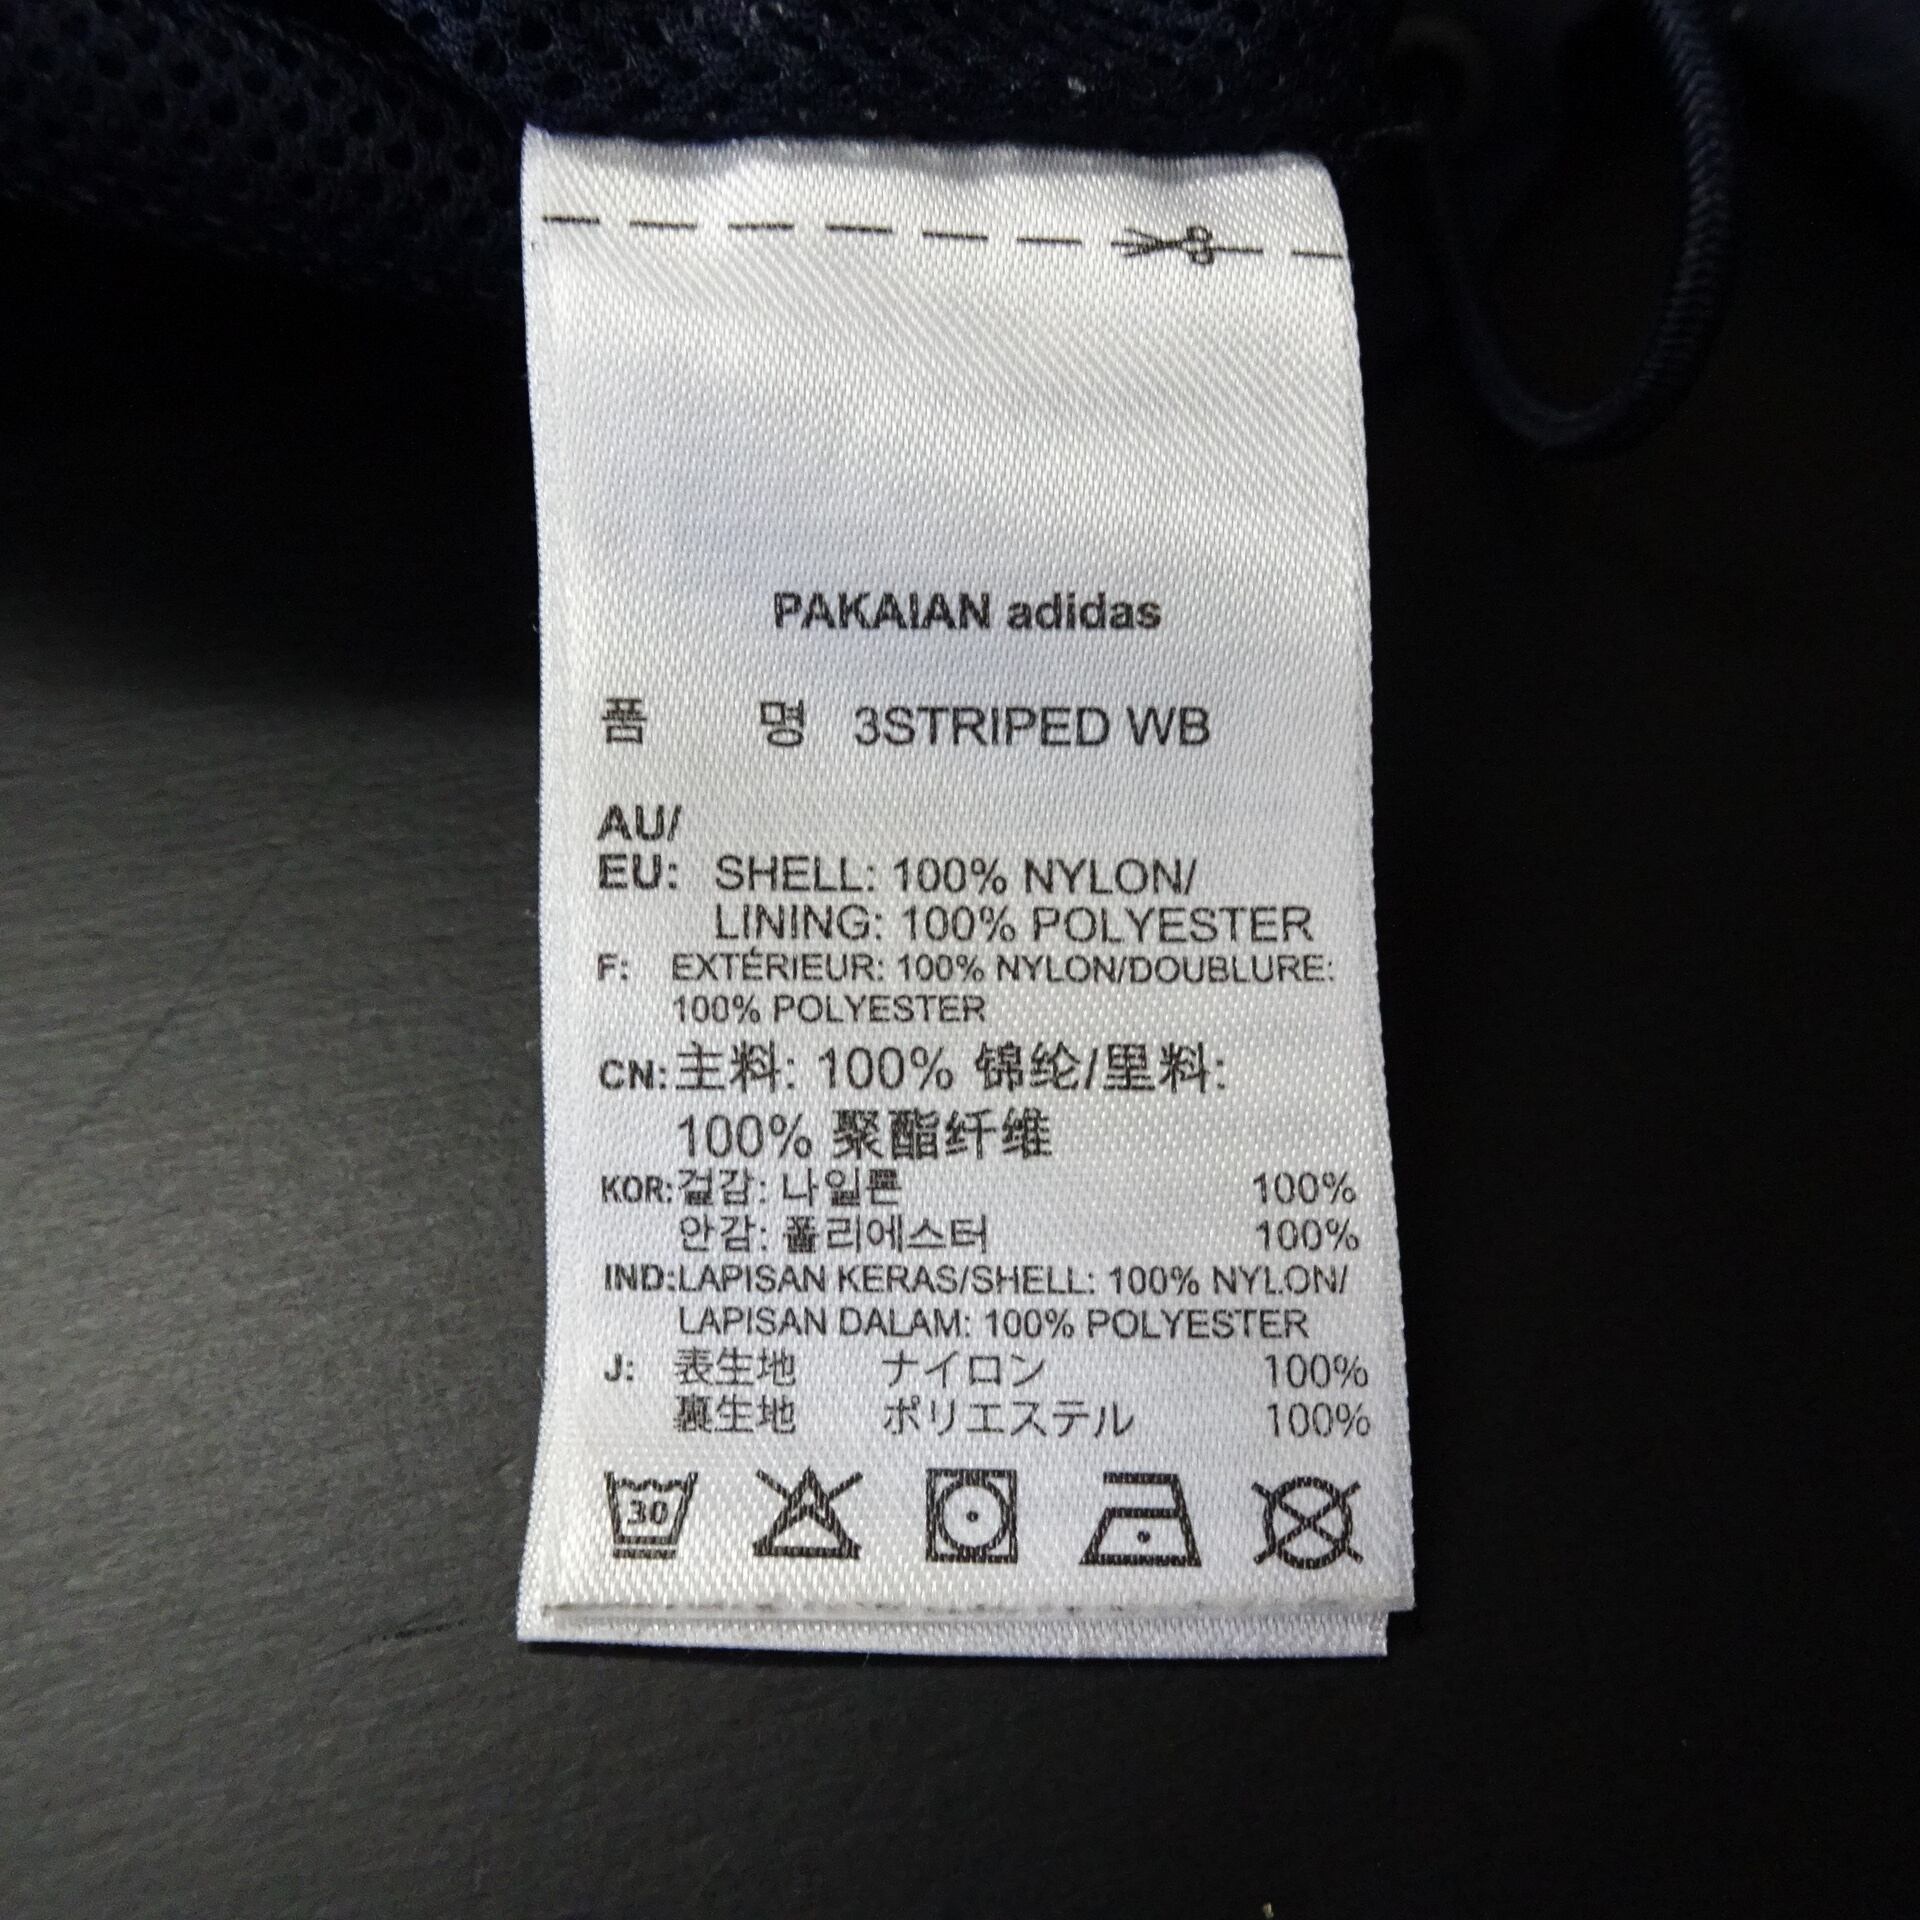 PAKAIAN adidas
품 명 3STRIPED WB
AU/
EU: SHELL: 100% NYLON/
LINING: 100% POLYESTER
F: EXTÉRIEUR: 100% NYLON/DOUBLURE:
100% POLYESTER
CN: 主料: 100% 锦纶/里料:
100% 聚酯纤维
KOR: 겉감: 나일론 100%
안감: 폴리에스터 100%
IND: LAPISAN KERAS/SHELL: 100% NYLON/
LAPISAN DALAM: 100% POLYESTER
J: 表生地 ナイロン 100%
裏生地 ポリエステル 100%
30